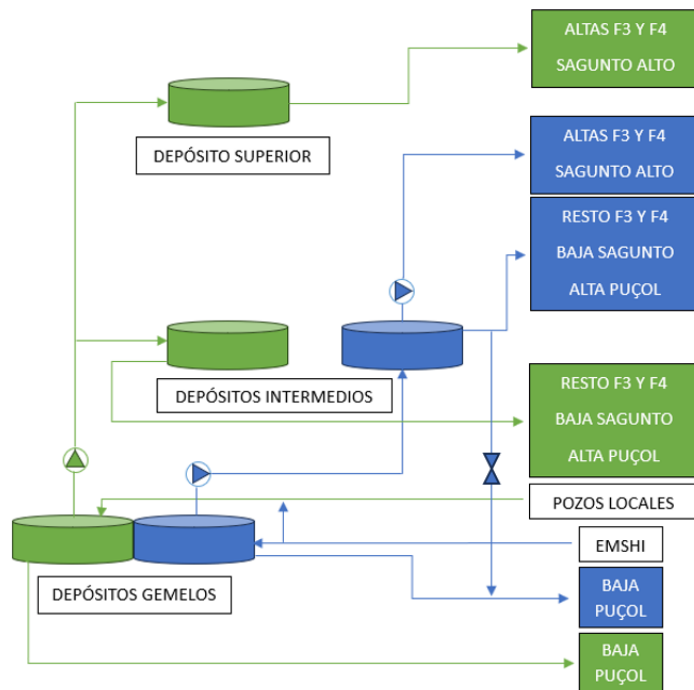 ALTAS F3 Y F4
SAGUNTO ALTO
DEPÓSITO SUPERIOR
ALTAS F3 Y F4
SAGUNTO ALTO
RESTO F3 Y F4
BAJA SAGUNTO
ALTA PUÇOL
DEPÓSITOS INTERMEDIOS
RESTO F3 Y F4
BAJA SAGUNTO
ALTA PUÇOL
POZOS LOCALES
EMSHI
DEPÓSITOS GEMELOS
BAJA
PUÇOL
BAJA
PUÇOL